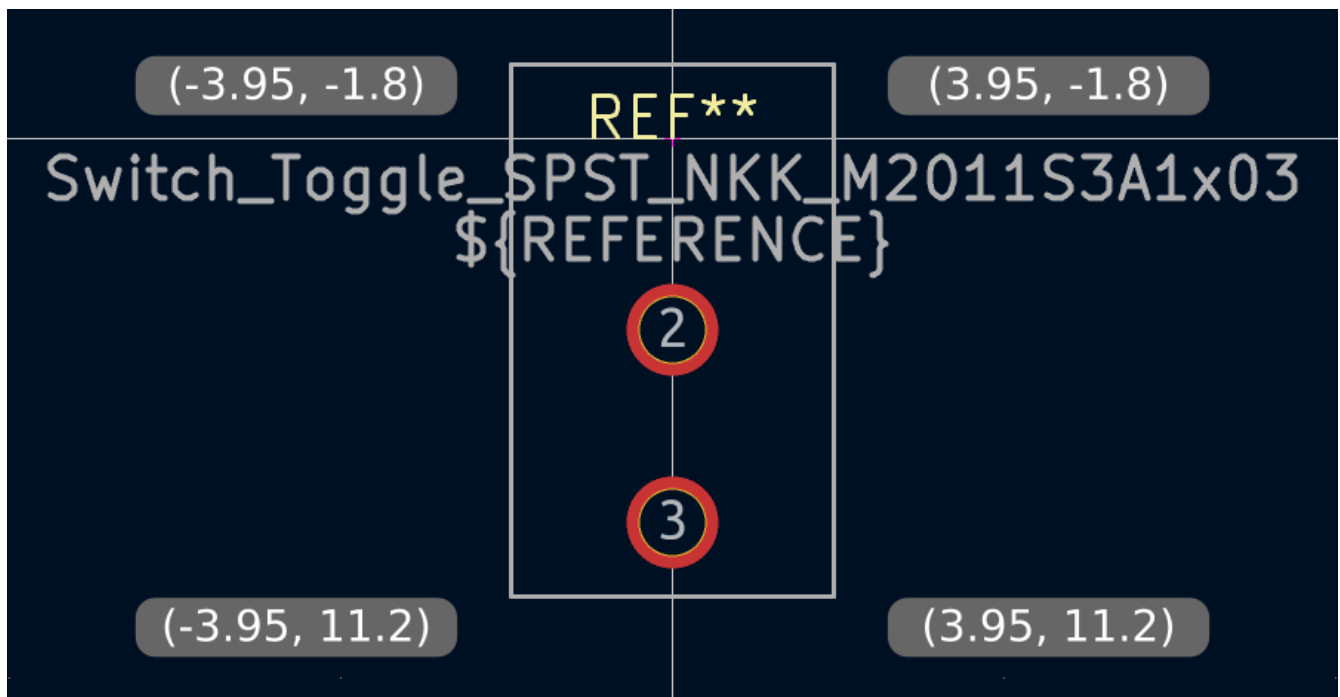 (-3.95, -1.8)
(3.95, -1.8)
REF**
Switch_Toggle_SPST_NKK_M2011S3A1x03
${REFERENCE}
2
3
(-3.95, 11.2)
(3.95, 11.2)